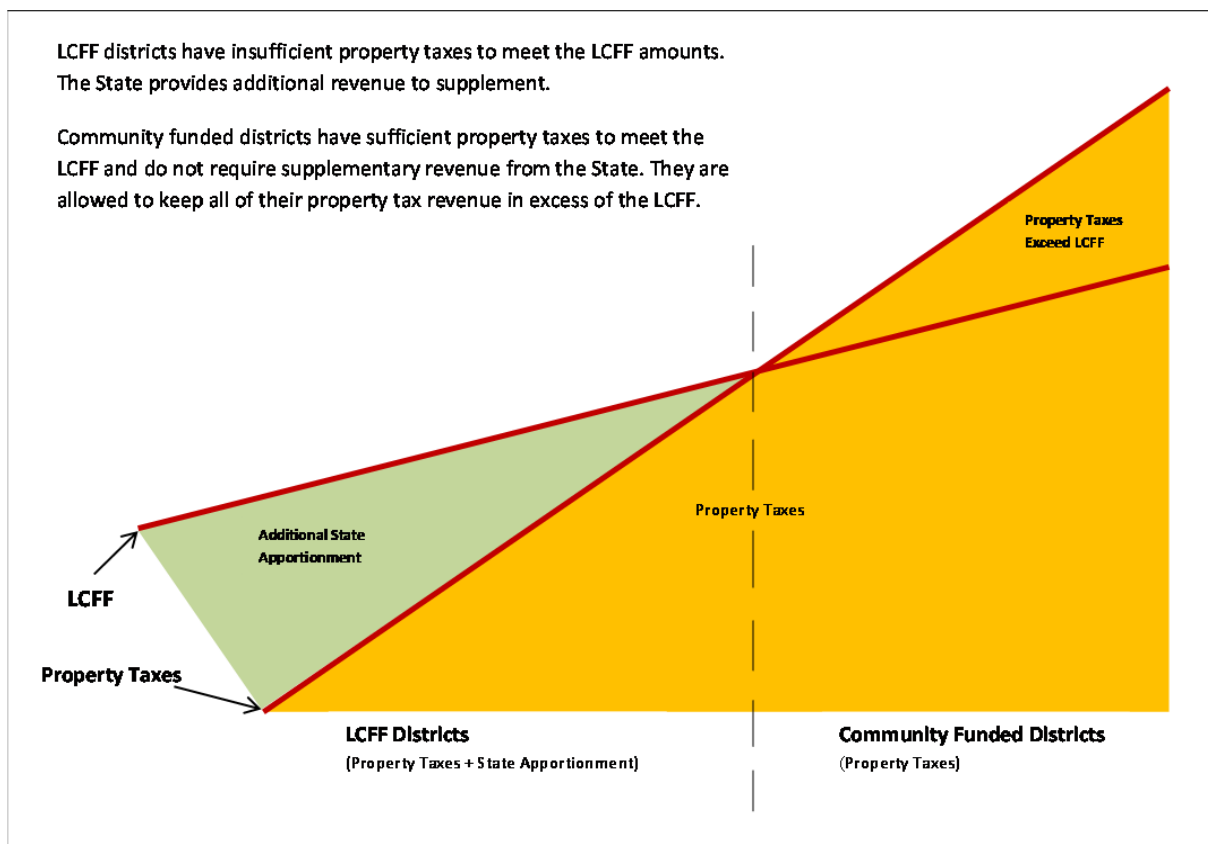 LCFF districts have insufficient property taxes to meet the LCFF amounts.
The State provides additional revenue to supplement.
Community funded districts have sufficient property taxes to meet the
LCFF and do not require supplementary revenue from the State. They are
allowed to keep all of their property tax revenue in excess of the LCFF.
Property Taxes
Exceed LCFF
Property Taxes
Additional State
Apportionment
LCFF
Property Taxes
LCFF Districts
(Property Taxes + State Apportionment)
Community Funded Districts
(Property Taxes)